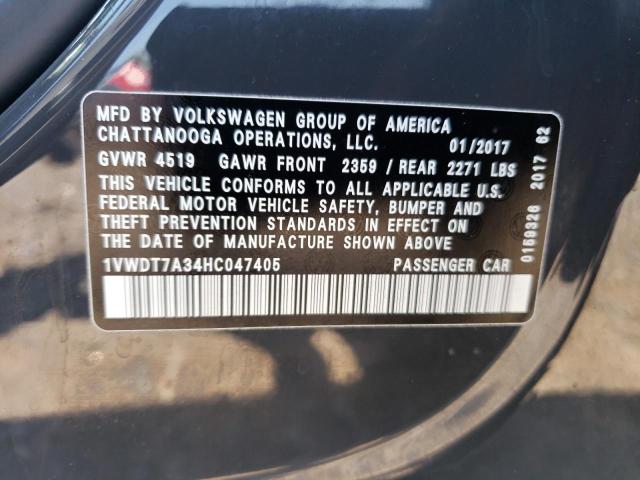 MFD BY VOLKSWAGEN GROUP OF AMERICA
CHATTANOOGA OPERATIONS, LLC. 01/2017
GVWR 4519 GAWR FRONT 2359 / REAR 2271 LBS
THIS VEHICLE CONFORMS TO ALL APPLICABLE U.S.
FEDERAL MOTOR VEHICLE SAFETY, BUMPER AND
THEFT PREVENTION STANDARDS IN EFFECT ON
THE DATE OF MANUFACTURE SHOWN ABOVE
1VWDT7A34HC047405 PASSENGER CAR
0159326 2017 62